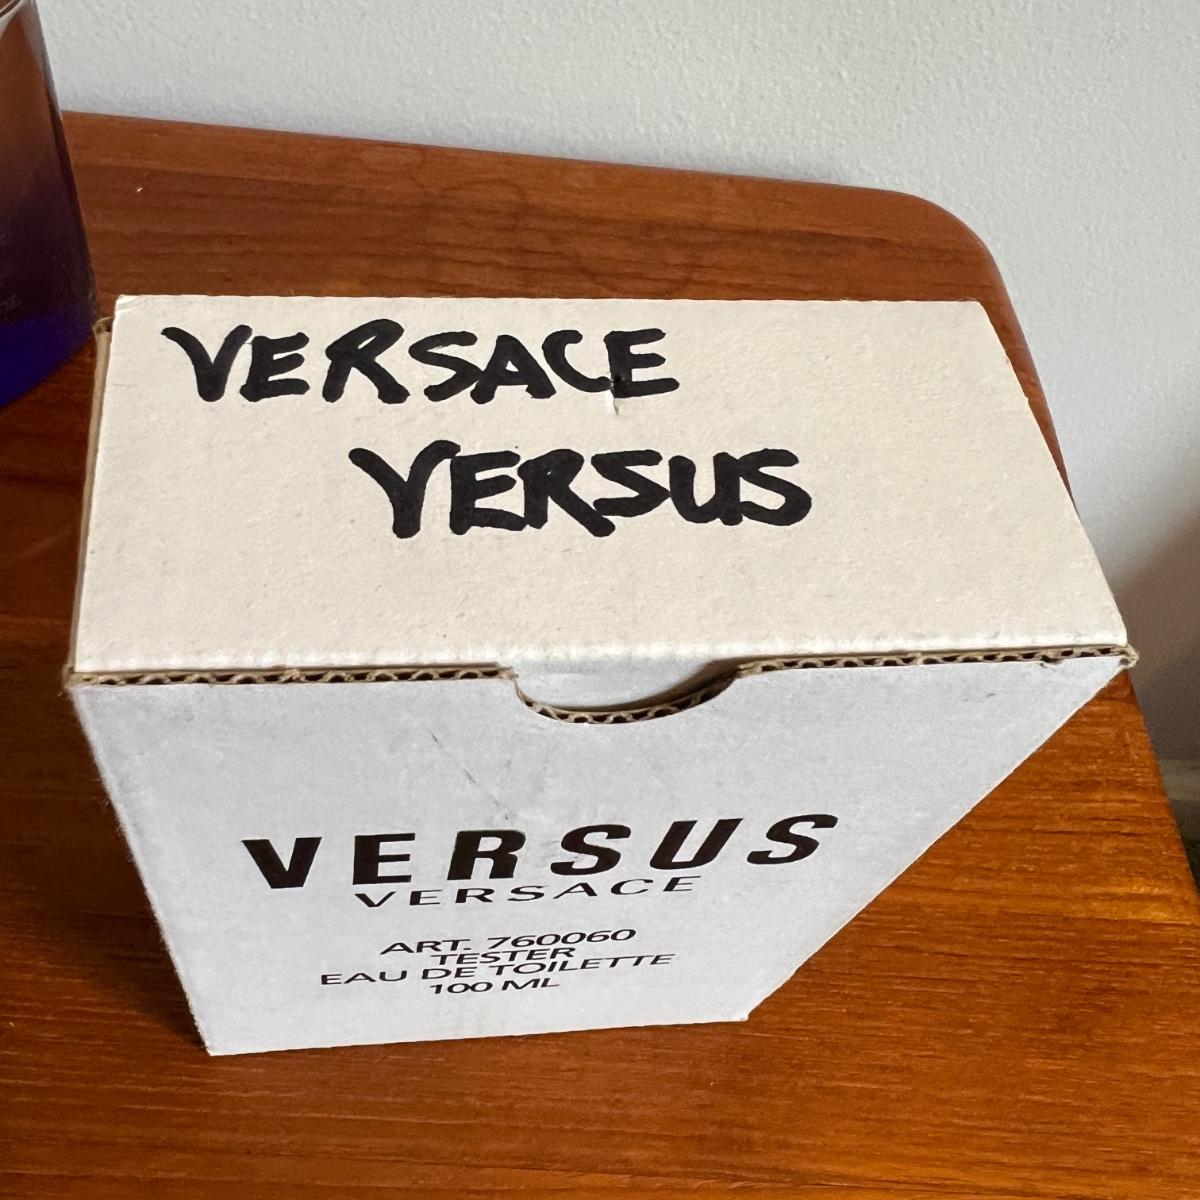 VERSACE
VERSUS
VERSUS
VERSACE
ART. 760060
TESTER
EAU DE TOILETTE
100 ML